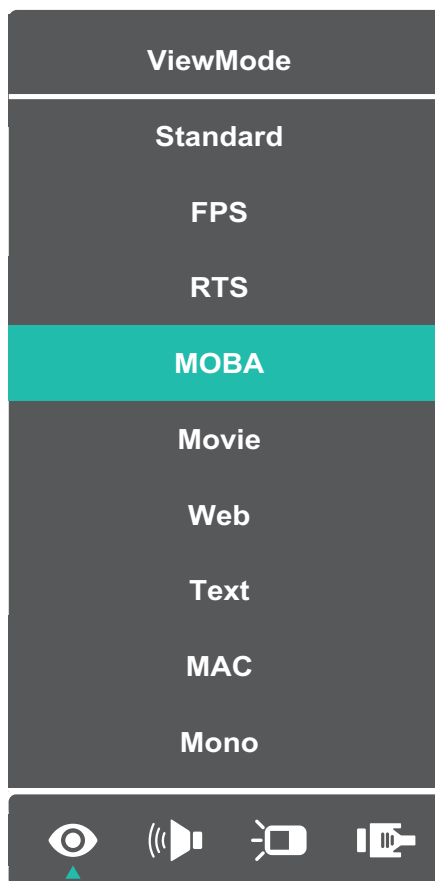 ViewMode
Standard
FPS
RTS
MOBA
Movie
Web
Text
MAC
Mono